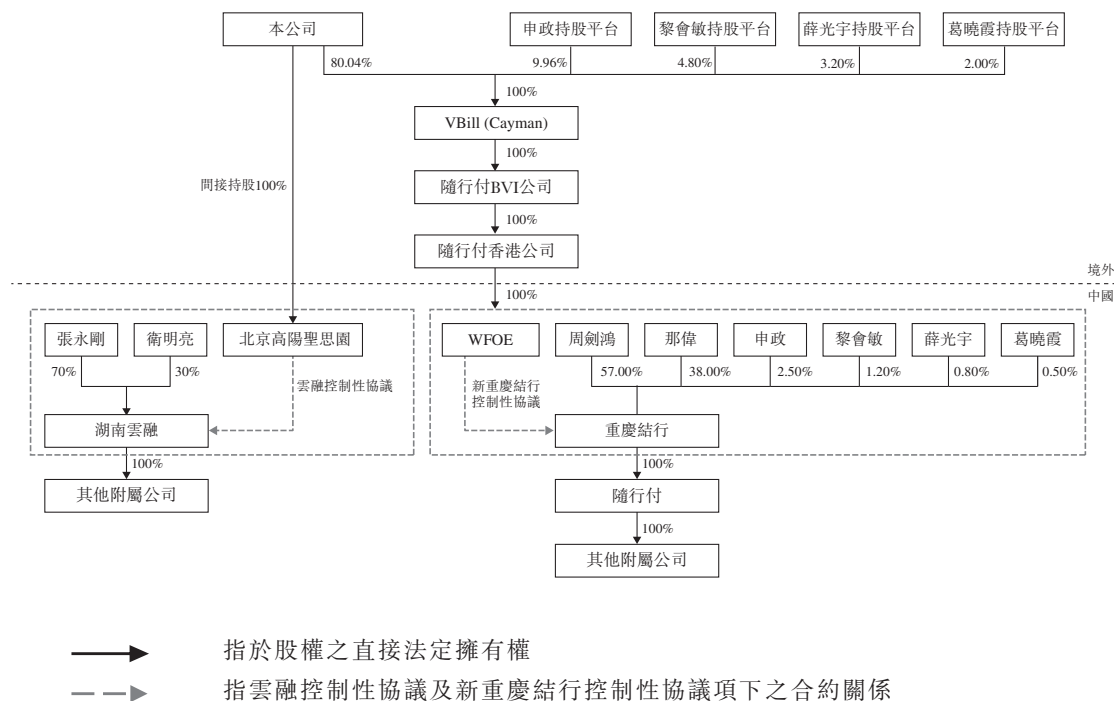 本公司
申政持股平台
黎會敏持股平台
薛光宇持股平台
葛曉霞持股平台
80.04%
9.96%
4.80%
3.20%
2.00%
100%
VBill (Cayman)
100%
隨行付BVI公司
間接持股100%
100%
隨行付香港公司
境外
中國
100%
張永剛
衛明亮
北京高陽聖思園
WFOE
周劍鴻
那偉
申政
黎會敏
薛光宇
葛曉霞
70%
30%
雲融控制性協議
新重慶結行
控制性協議
57.00%
38.00%
2.50%
1.20%
0.80%
0.50%
湖南雲融
重慶結行
100%
100%
其他附屬公司
隨行付
100%
其他附屬公司
指於股權之直接法定擁有權
指雲融控制性協議及新重慶結行控制性協議項下之合約關係